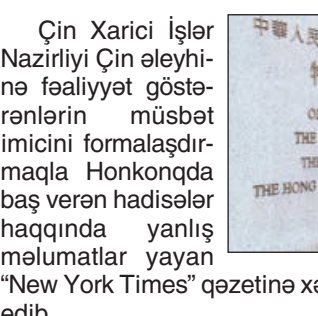 Çin Xarici İşlər
Nazirliyi Çin əleyhi-
nə fəaliyyət göstə-
rənlərin müsbət
imicini formalaşdır-
maqla Honkonqda
baş verən hadisələr
haqqında yanlış
məlumatlar yayan
“New York Times” qəzetinə
edib
中華人民
THE
THE HONG